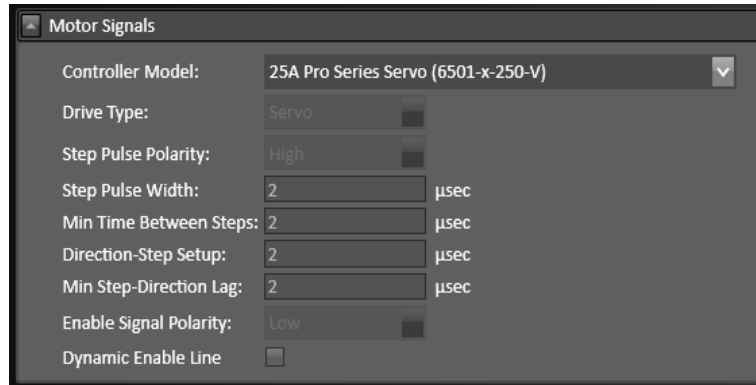 Motor Signals
Controller Model: 25A Pro Series Servo (6501-x-250-V)
Drive Type: Servo
Step Pulse Polarity: High
Step Pulse Width: 2 µsec
Min Time Between Steps: 2 µsec
Direction-Step Setup: 2 µsec
Min Step-Direction Lag: 2 µsec
Enable Signal Polarity: Low
Dynamic Enable Line